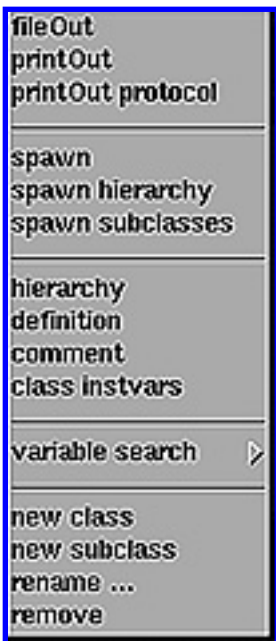 fileOut
printOut
printOut protocol
spawn
spawn hierarchy
spawn subclasses
hierarchy
definition
comment
class instvars
variable search
new class
new subclass
rename ...
remove